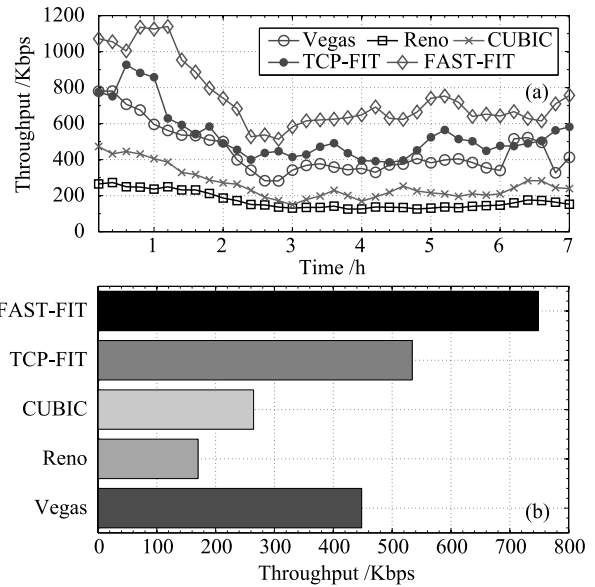 1200
1000
800
600
400
200
0
Throughput /Kbps
Vegas Reno CUBIC
TCP-FIT FAST-FIT
(a)
1 2 3 4 5 6 7
Time /h
FAST-FIT
TCP-FIT
CUBIC
Reno
Vegas
(b)
0 100 200 300 400 500 600 700 800
Throughput /Kbps